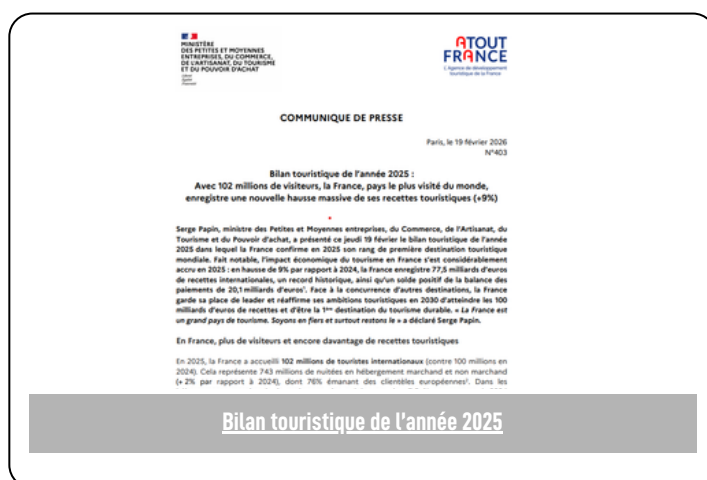 MINISTÈRE
DES PETITES ET MOYENNES
ENTREPRISES, DU COMMERCE,
DE L'ARTISANAT, DU TOURISME
ET DU POUVOIR D'ACHAT
ATOUT
FRANCE
L'Agence de développement
touristique de la France
COMMUNIQUE DE PRESSE
Paris, le 19 février 2026
N°403
Bilan touristique de l'année 2025 :
Avec 102 millions de visiteurs, la France, pays le plus visité du monde,
enregistre une nouvelle hausse massive de ses recettes touristiques (+9%)
Serge Papin, ministre des Petites et Moyennes entreprises, du Commerce, de l'Artisanat, du
Tourisme et du Pouvoir d'achat, a présenté ce jeudi 19 février le bilan touristique de l'année
2025 dans lequel la France confirme en 2025 son rang de première destination touristique
mondiale. Fait notable, l'impact économique du tourisme en France s'est considérablement
accru en 2025 : en hausse de 9% par rapport à 2024, la France enregistre 77,5 milliards d'euros
de recettes internationales, un record historique, ainsi qu'un solde positif de la balance des
paiements de 20,1 milliards d'euros¹. Face à la concurrence d'autres destinations, la France
garde sa place de leader et réaffirme ses ambitions touristiques en 2030 d'atteindre les 100
milliards d'euros de recettes et d'être la 1ère destination du tourisme durable. « La France est
un grand pays de tourisme. Soyons en fiers et surtout restons le » a déclaré Serge Papin.
En France, plus de visiteurs et encore davantage de recettes touristiques
En 2025, la France a accueilli 102 millions de touristes internationaux (contre 100 millions en
2024). Cela représente 743 millions de nuitées en hébergement marchand et non marchand
(+ 2% par rapport à 2024), dont 76% émanant des clientèles européennes². Dans les
Bilan touristique de l'année 2025